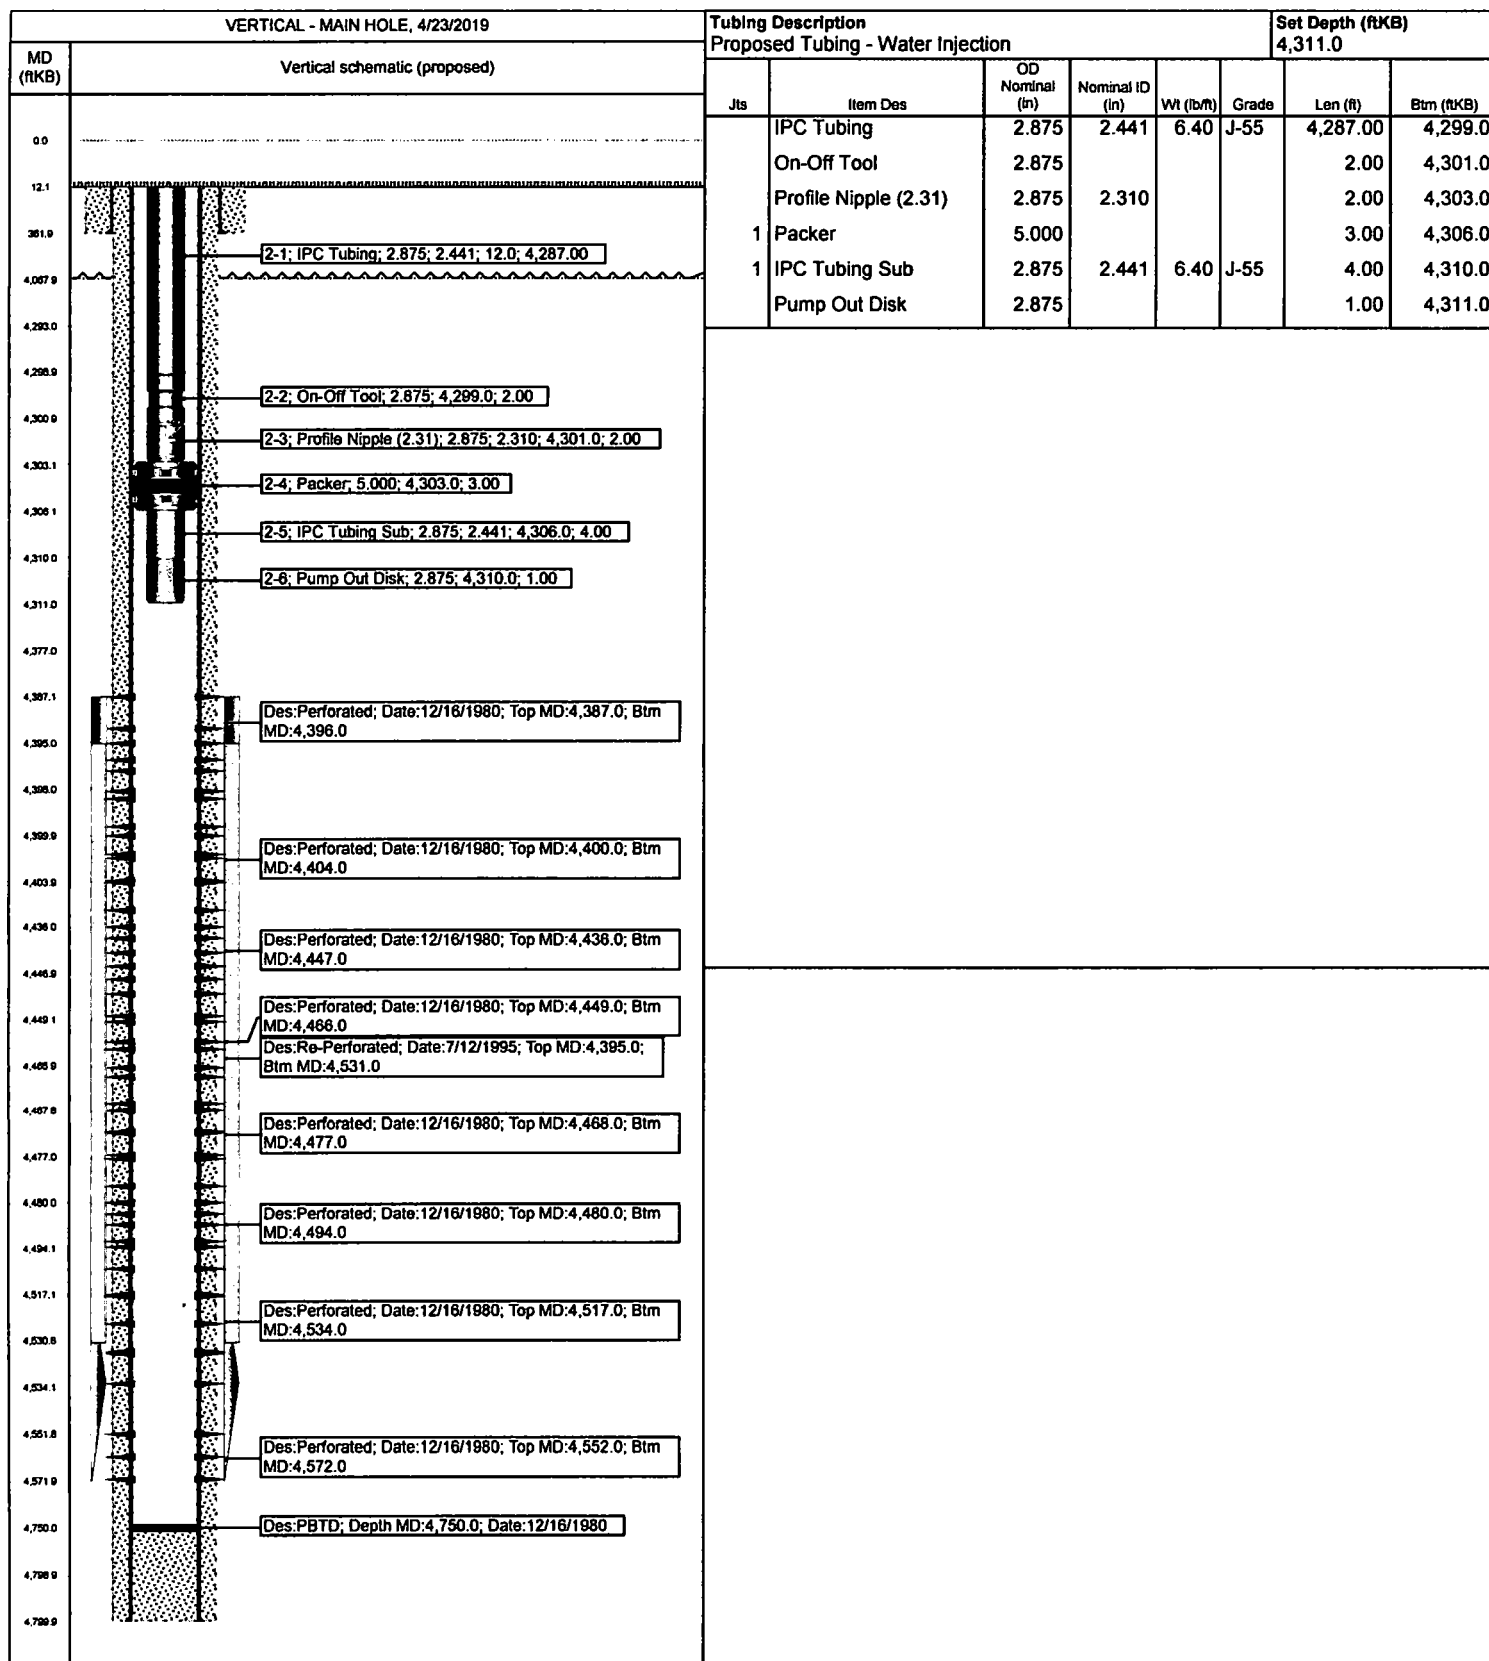 VERTICAL - MAIN HOLE, 4/23/2019
MD
(ftKB)
Vertical schematic (proposed)
0.0
12.1
361.9
4,067.9
4,293.0
4,298.9
4,300.9
4,303.1
4,306.1
4,310.0
4,311.0
4,377.0
4,387.1
4,395.0
4,398.0
4,399.9
4,403.9
4,436.0
4,446.9
4,449.1
4,465.9
4,467.8
4,477.0
4,480.0
4,494.1
4,517.1
4,530.8
4,534.1
4,551.8
4,571.9
4,750.0
4,798.9
4,799.9
2-1; IPC Tubing; 2.875; 2.441; 12.0; 4,287.00
2-2; On-Off Tool; 2.875; 4,299.0; 2.00
2-3; Profile Nipple (2.31); 2.875; 2.310; 4,301.0; 2.00
2-4; Packer; 5.000; 4,303.0; 3.00
2-5; IPC Tubing Sub; 2.875; 2.441; 4,306.0; 4.00
2-6; Pump Out Disk; 2.875; 4,310.0; 1.00
Des:Perforated; Date:12/16/1980; Top MD:4,387.0; Btm
MD:4,396.0
Des:Perforated; Date:12/16/1980; Top MD:4,400.0; Btm
MD:4,404.0
Des:Perforated; Date:12/16/1980; Top MD:4,436.0; Btm
MD:4,447.0
Des:Perforated; Date:12/16/1980; Top MD:4,449.0; Btm
MD:4,466.0
Des:Re-Perforated; Date:7/12/1995; Top MD:4,395.0;
Btm MD:4,531.0
Des:Perforated; Date:12/16/1980; Top MD:4,468.0; Btm
MD:4,477.0
Des:Perforated; Date:12/16/1980; Top MD:4,480.0; Btm
MD:4,494.0
Des:Perforated; Date:12/16/1980; Top MD:4,517.0; Btm
MD:4,534.0
Des:Perforated; Date:12/16/1980; Top MD:4,552.0; Btm
MD:4,572.0
Des:PBTD; Depth MD:4,750.0; Date:12/16/1980
Tubing Description
Proposed Tubing - Water Injection
Set Depth (ftKB)
4,311.0
Jts Item Des OD Nominal (in) Nominal ID (in) Wt (lb/ft) Grade Len (ft) Btm (ftKB)
IPC Tubing 2.875 2.441 6.40 J-55 4,287.00 4,299.0
On-Off Tool 2.875 2.00 4,301.0
Profile Nipple (2.31) 2.875 2.310 2.00 4,303.0
1 Packer 5.000 3.00 4,306.0
1 IPC Tubing Sub 2.875 2.441 6.40 J-55 4.00 4,310.0
Pump Out Disk 2.875 1.00 4,311.0